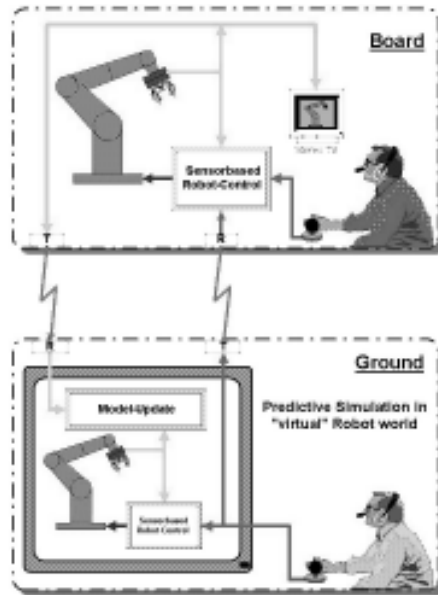 Board
Sensorbased
Robot-Control
T
R
R
T
Ground
Model-Update
Predictive Simulation in
"virtual" Robot world
Sensorbased
Robot Control